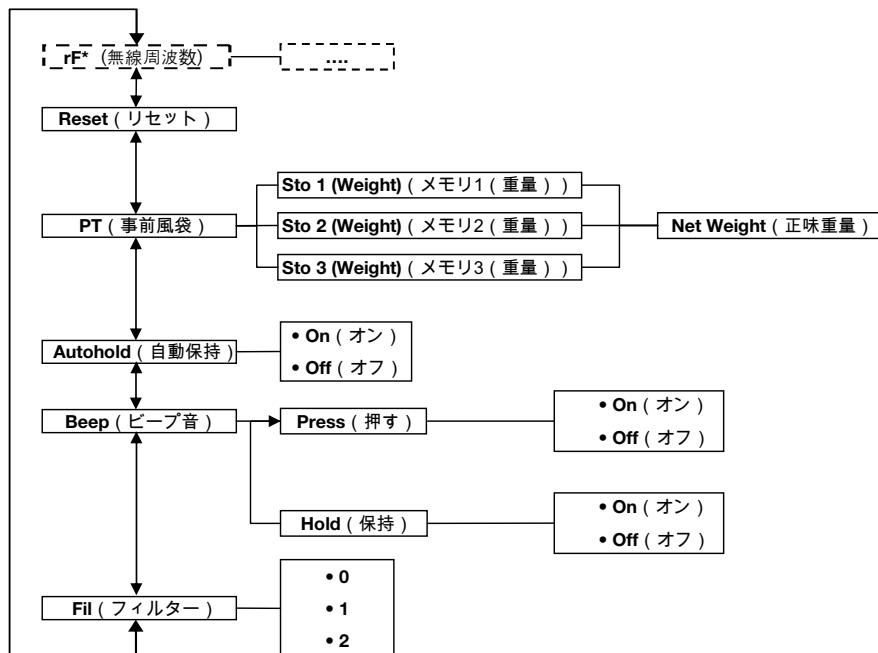 rF* (無線周波数)
....
Reset ( リセット )
Sto 1 (Weight) ( メモリ1 ( 重量 ) )
PT ( 事前風袋 )
Sto 2 (Weight) ( メモリ2 ( 重量 ) )
Net Weight ( 正味重量 )
Sto 3 (Weight) ( メモリ3 ( 重量 ) )
Autohold ( 自動保持 )
• On ( オン )
• Off ( オフ )
Beep ( ビープ音 )
Press ( 押す )
• On ( オン )
• Off ( オフ )
Hold ( 保持 )
• On ( オン )
• Off ( オフ )
Fil ( フィルター )
• 0
• 1
• 2